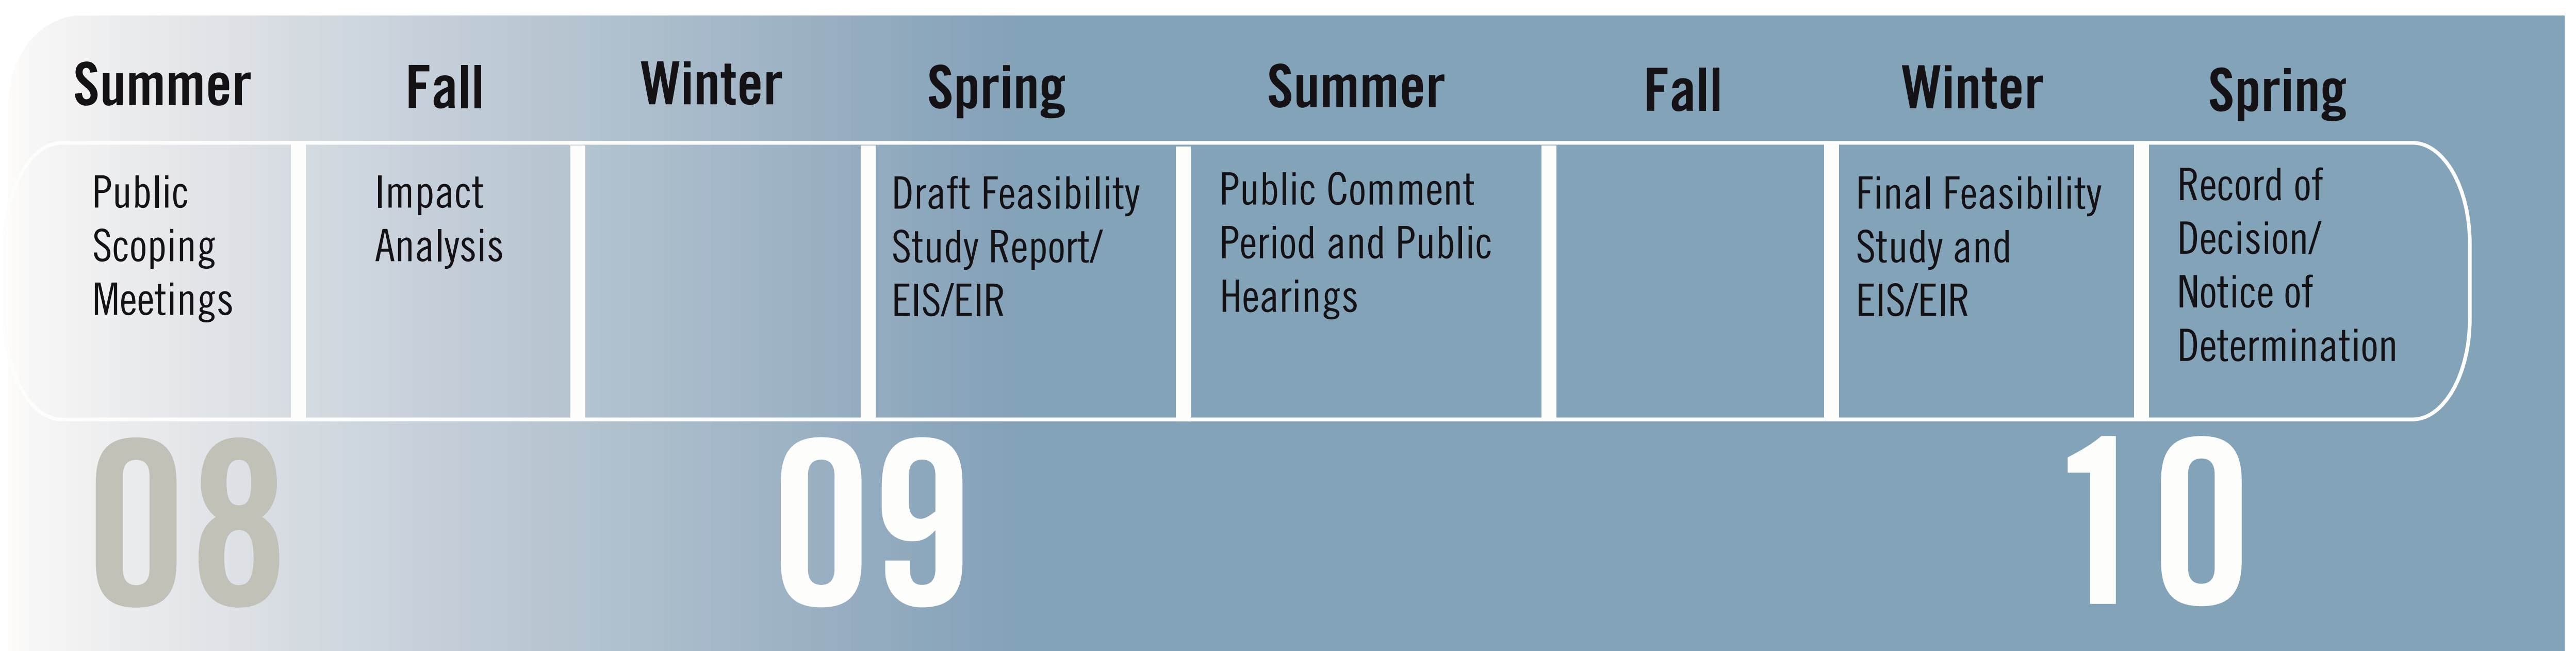 Summer Fall Winter Spring Summer Fall Winter Spring
Public
Scoping
Meetings
Impact
Analysis
Draft Feasibility
Study Report/
EIS/EIR
Public Comment
Period and Public
Hearings
Final Feasibility
Study and
EIS/EIR
Record of
Decision/
Notice of
Determination
08 09 10